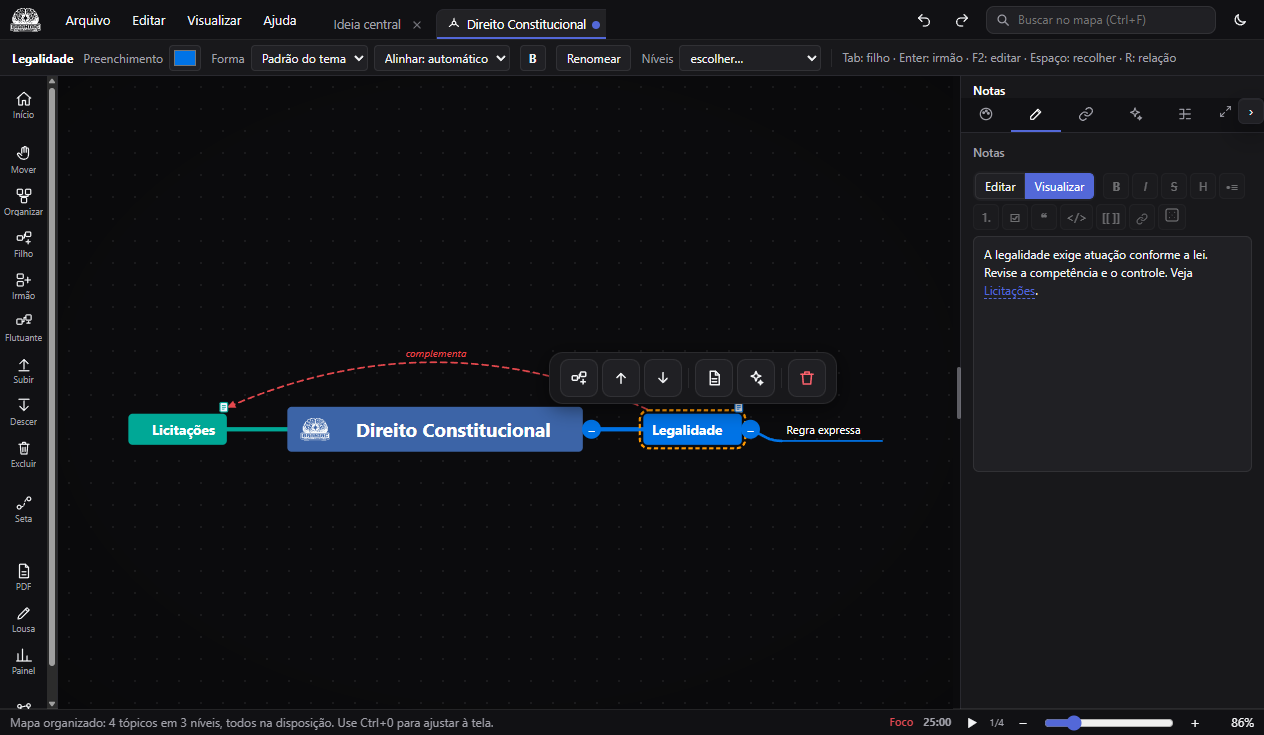 Arquivo Editar Visualizar Ajuda Ideia central × Direito Constitucional Buscar no mapa (Ctrl+F)
Legalidade Preenchimento Forma Padrão do tema Alinhar: automático B Renomear Níveis escolher... Tab: filho · Enter: irmão · F2: editar · Espaço: recolher · R: relação
Início
Mover
Organizar
Filho
Irmão
Flutuante
Subir
Descer
Excluir
Seta
PDF
Lousa
Painel
complementa
Licitações
Direito Constitucional
Legalidade
Regra expressa
Notas
Notas
Editar Visualizar B I S H
1. ❝ </> [[ ]]
A legalidade exige atuação conforme a lei.
Revise a competência e o controle. Veja
Licitações.
Mapa organizado: 4 tópicos em 3 níveis, todos na disposição. Use Ctrl+0 para ajustar à tela. Foco 25:00 1/4 − + 86%